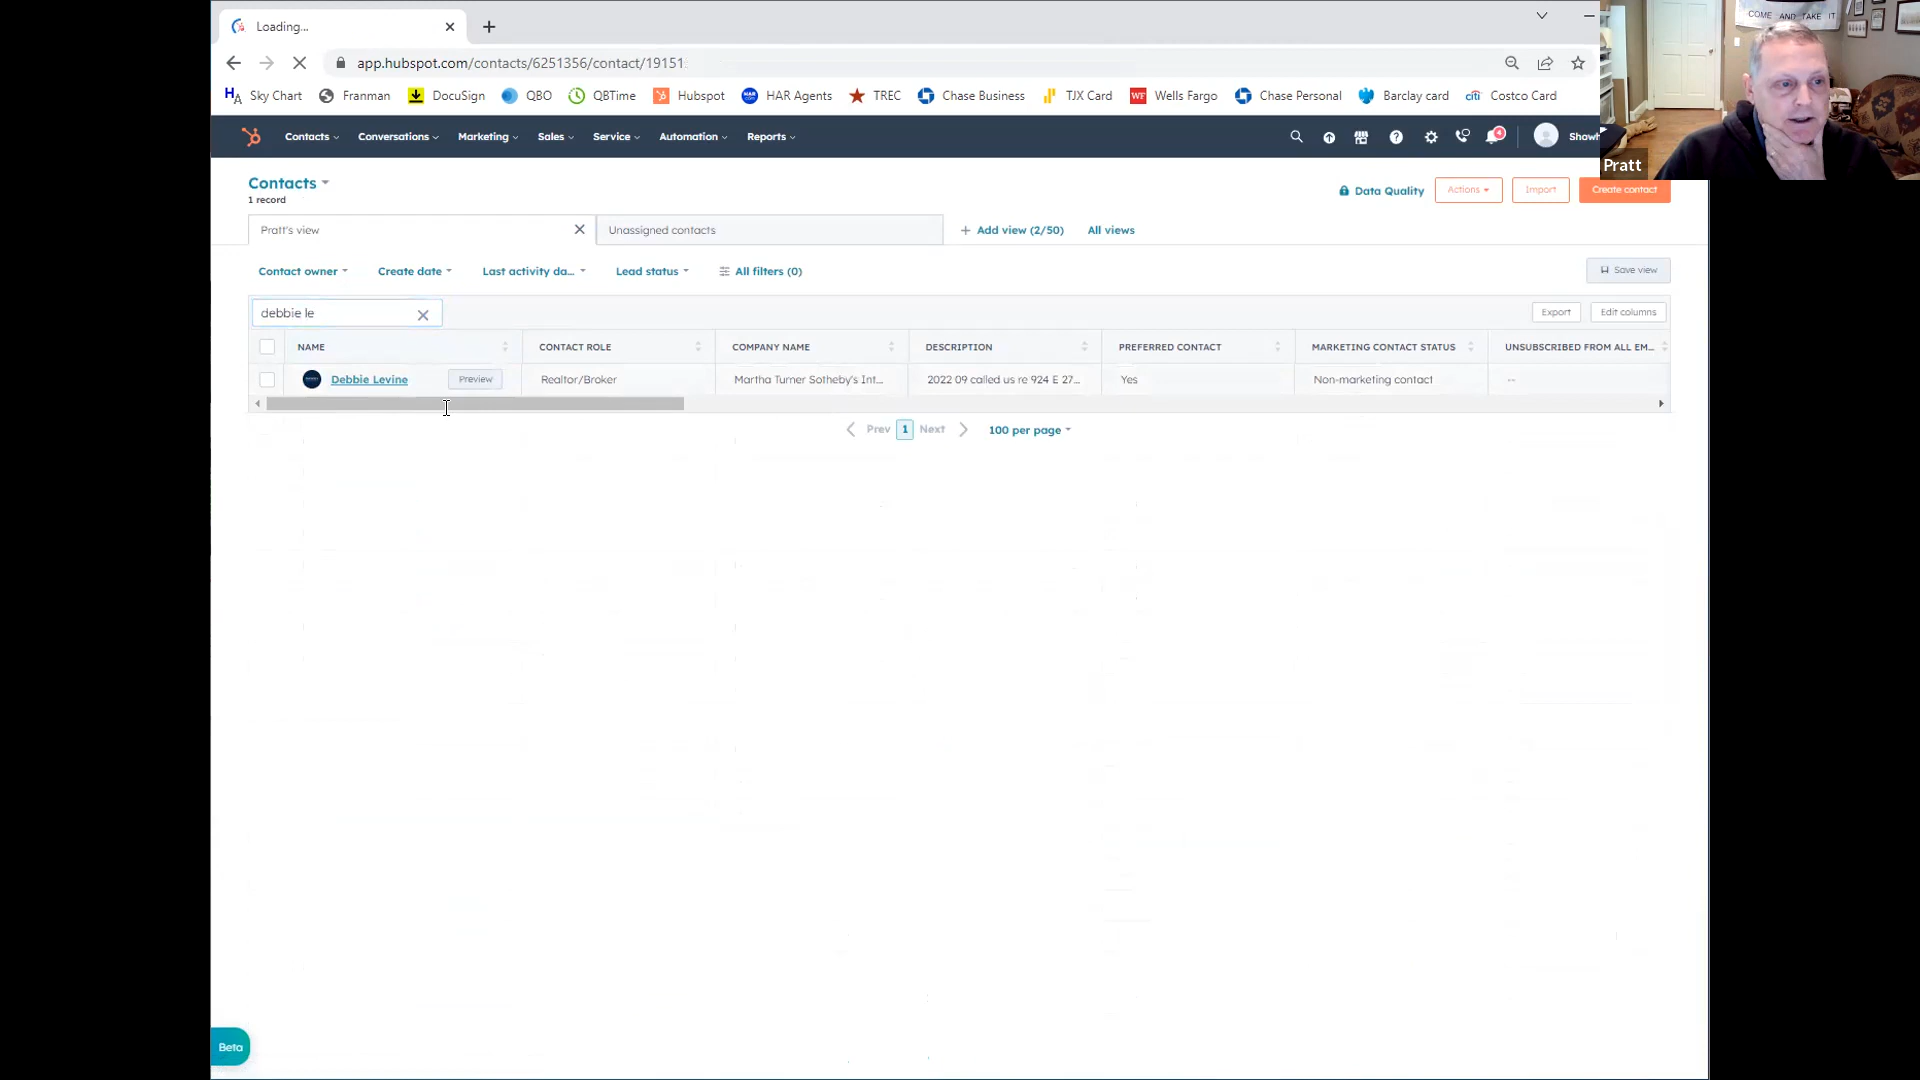 Loading...
app.hubspot.com/contacts/6251356/contact/19151
Sky Chart Franman DocuSign QBO QBTime Hubspot HAR Agents TREC Chase Business TJX Card Wells Fargo Chase Personal Barclay card Costco Card
Contacts Conversations Marketing Sales Service Automation Reports 4 Shawh
COME AND TAKE IT
Pratt
Contacts
1 record
Data Quality Actions Import Create contact
Pratt's view Unassigned contacts + Add view (2/50) All views
Contact owner Create date Last activity da... Lead status All filters (0) Save view
debbie le Export Edit columns
NAME CONTACT ROLE COMPANY NAME DESCRIPTION PREFERRED CONTACT MARKETING CONTACT STATUS UNSUBSCRIBED FROM ALL EM...
Debbie Levine Preview Realtor/Broker Martha Turner Sotheby's Int... 2022 09 called us re 924 E 27... Yes Non-marketing contact --
Prev 1 Next 100 per page
Beta